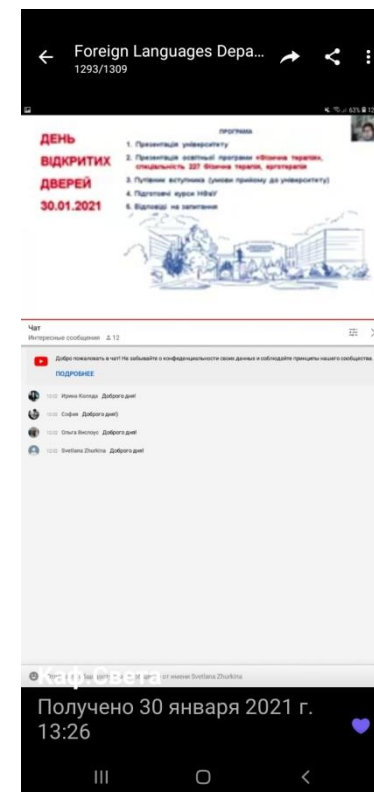 Foreign Languages Depa...
1293/1309
63%
ДЕНЬ
ВІДКРИТИХ
ДВЕРЕЙ
30.01.2021
ПРОГРАМА
1. Презентація університету
2. Презентація освітньої програми «Фізична терапія»,
спеціальність 227 Фізична терапія, ерготерапія
3. Путівник вступника (умови прийому до університету)
4. Підготовчі курси НФаУ
5. Відповіді на запитання
Чат
Интересные сообщения 12
Добро пожаловать в чат! Не забывайте о конфиденциальности своих данных и соблюдайте принципы нашего сообщества.
ПОДРОБНЕЕ
Ирина Коляда Доброго дня!
София Доброго дня!)
Ольга Доброго дня!
Svetlana Zhurkina Доброго дня!
Каф.Света
от имени Svetlana Zhurkina
Получено 30 января 2021 г.
13:26